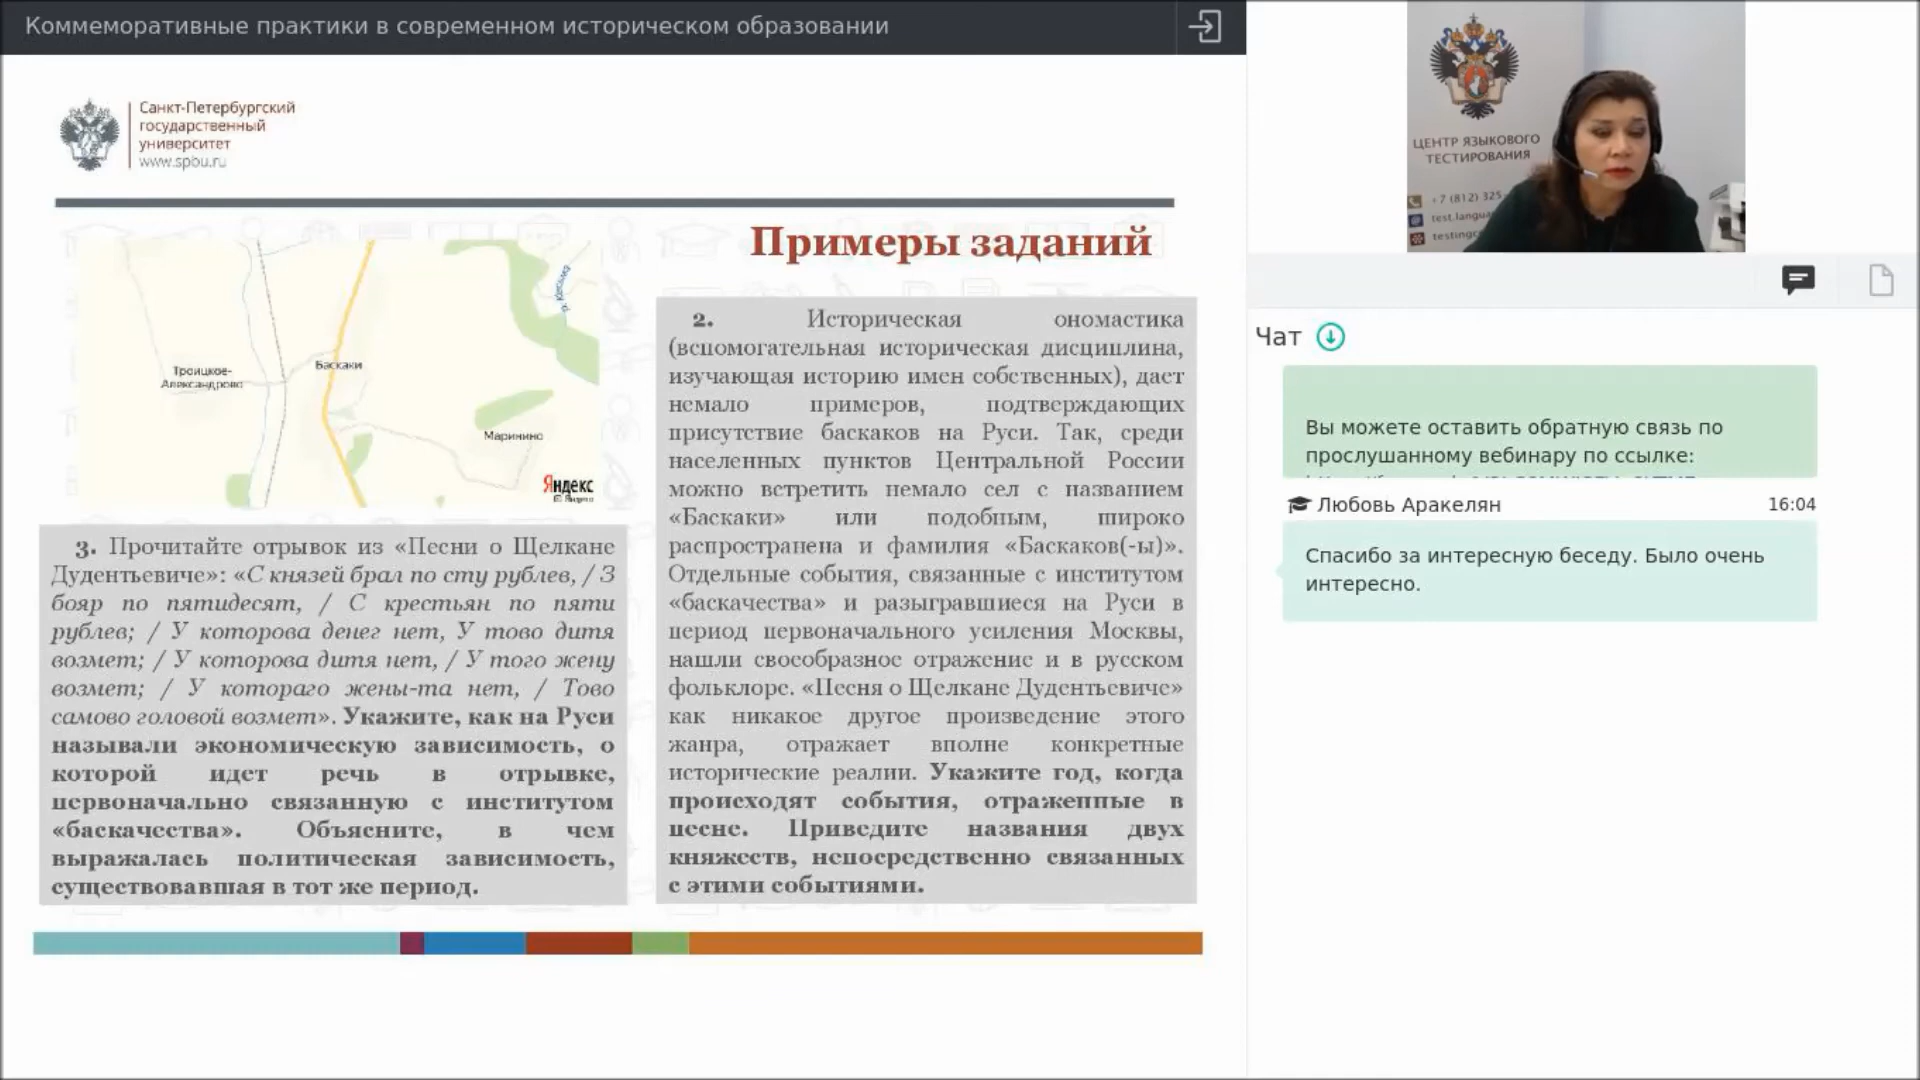 Коммеморативные практики в современном историческом образовании
Санкт-Петербургский
государственный
университет
www.spbu.ru
Примеры заданий
р. Киснема
Троицкое-
Александрово
Баскаки
Маринино
Яндекс
© Яндекс
2. Историческая ономастика
(вспомогательная историческая дисциплина,
изучающая историю имен собственных), дает
немало примеров, подтверждающих
присутствие баскаков на Руси. Так, среди
населенных пунктов Центральной России
можно встретить немало сел с названием
«Баскаки» или подобным, широко
распространена и фамилия «Баскаков(-ы)».
Отдельные события, связанные с институтом
«баскачества» и разыгравшиеся на Руси в
период первоначального усиления Москвы,
нашли своеобразное отражение и в русском
фольклоре. «Песня о Щелкане Дудентьевиче»
как никакое другое произведение этого
жанра, отражает вполне конкретные
исторические реалии. Укажите год, когда
происходят события, отраженные в
песне. Приведите названия двух
княжеств, непосредственно связанных
с этими событиями.
3. Прочитайте отрывок из «Песни о Щелкане
Дудентьевиче»: «С князей брал по сту рублев, / З
бояр по пятидесят, / С крестьян по пяти
рублев; / У которова денег нет, У тово дитя
возмет; / У которова дитя нет, / У того жену
возмет; / У котораго жены-та нет, / Тово
самово головой возмет». Укажите, как на Руси
называли экономическую зависимость, о
которой идет речь в отрывке,
первоначально связанную с институтом
«баскачества». Объясните, в чем
выражалась политическая зависимость,
существовавшая в тот же период.
ЦЕНТР ЯЗЫКОВОГО
ТЕСТИРОВАНИЯ
+7 (812) 325
test.langua
testingc
Чат
Вы можете оставить обратную связь по
прослушанному вебинару по ссылке:
Любовь Аракелян
16:04
Спасибо за интересную беседу. Было очень
интересно.